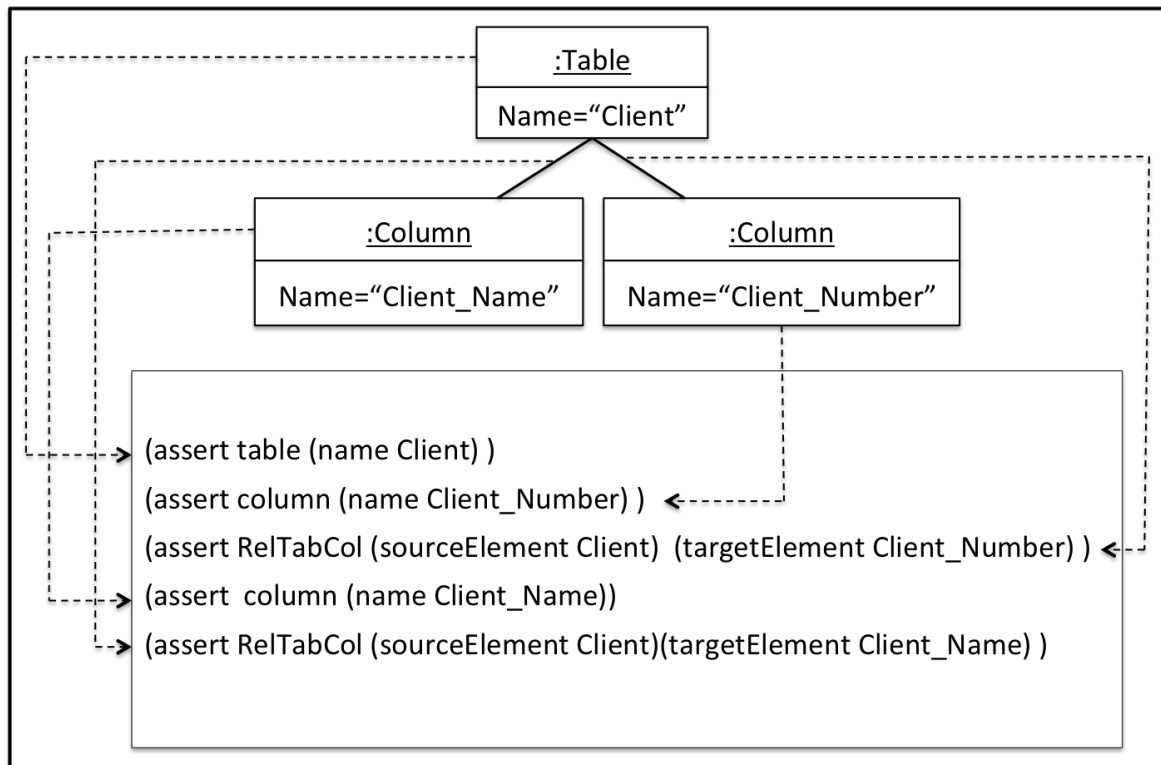 :Table
Name=“Client”
:Column
Name=“Client_Name”
:Column
Name=“Client_Number”
(assert table (name Client) )
(assert column (name Client_Number) )
(assert RelTabCol (sourceElement Client) (targetElement Client_Number) )
(assert column (name Client_Name))
(assert RelTabCol (sourceElement Client)(targetElement Client_Name) )